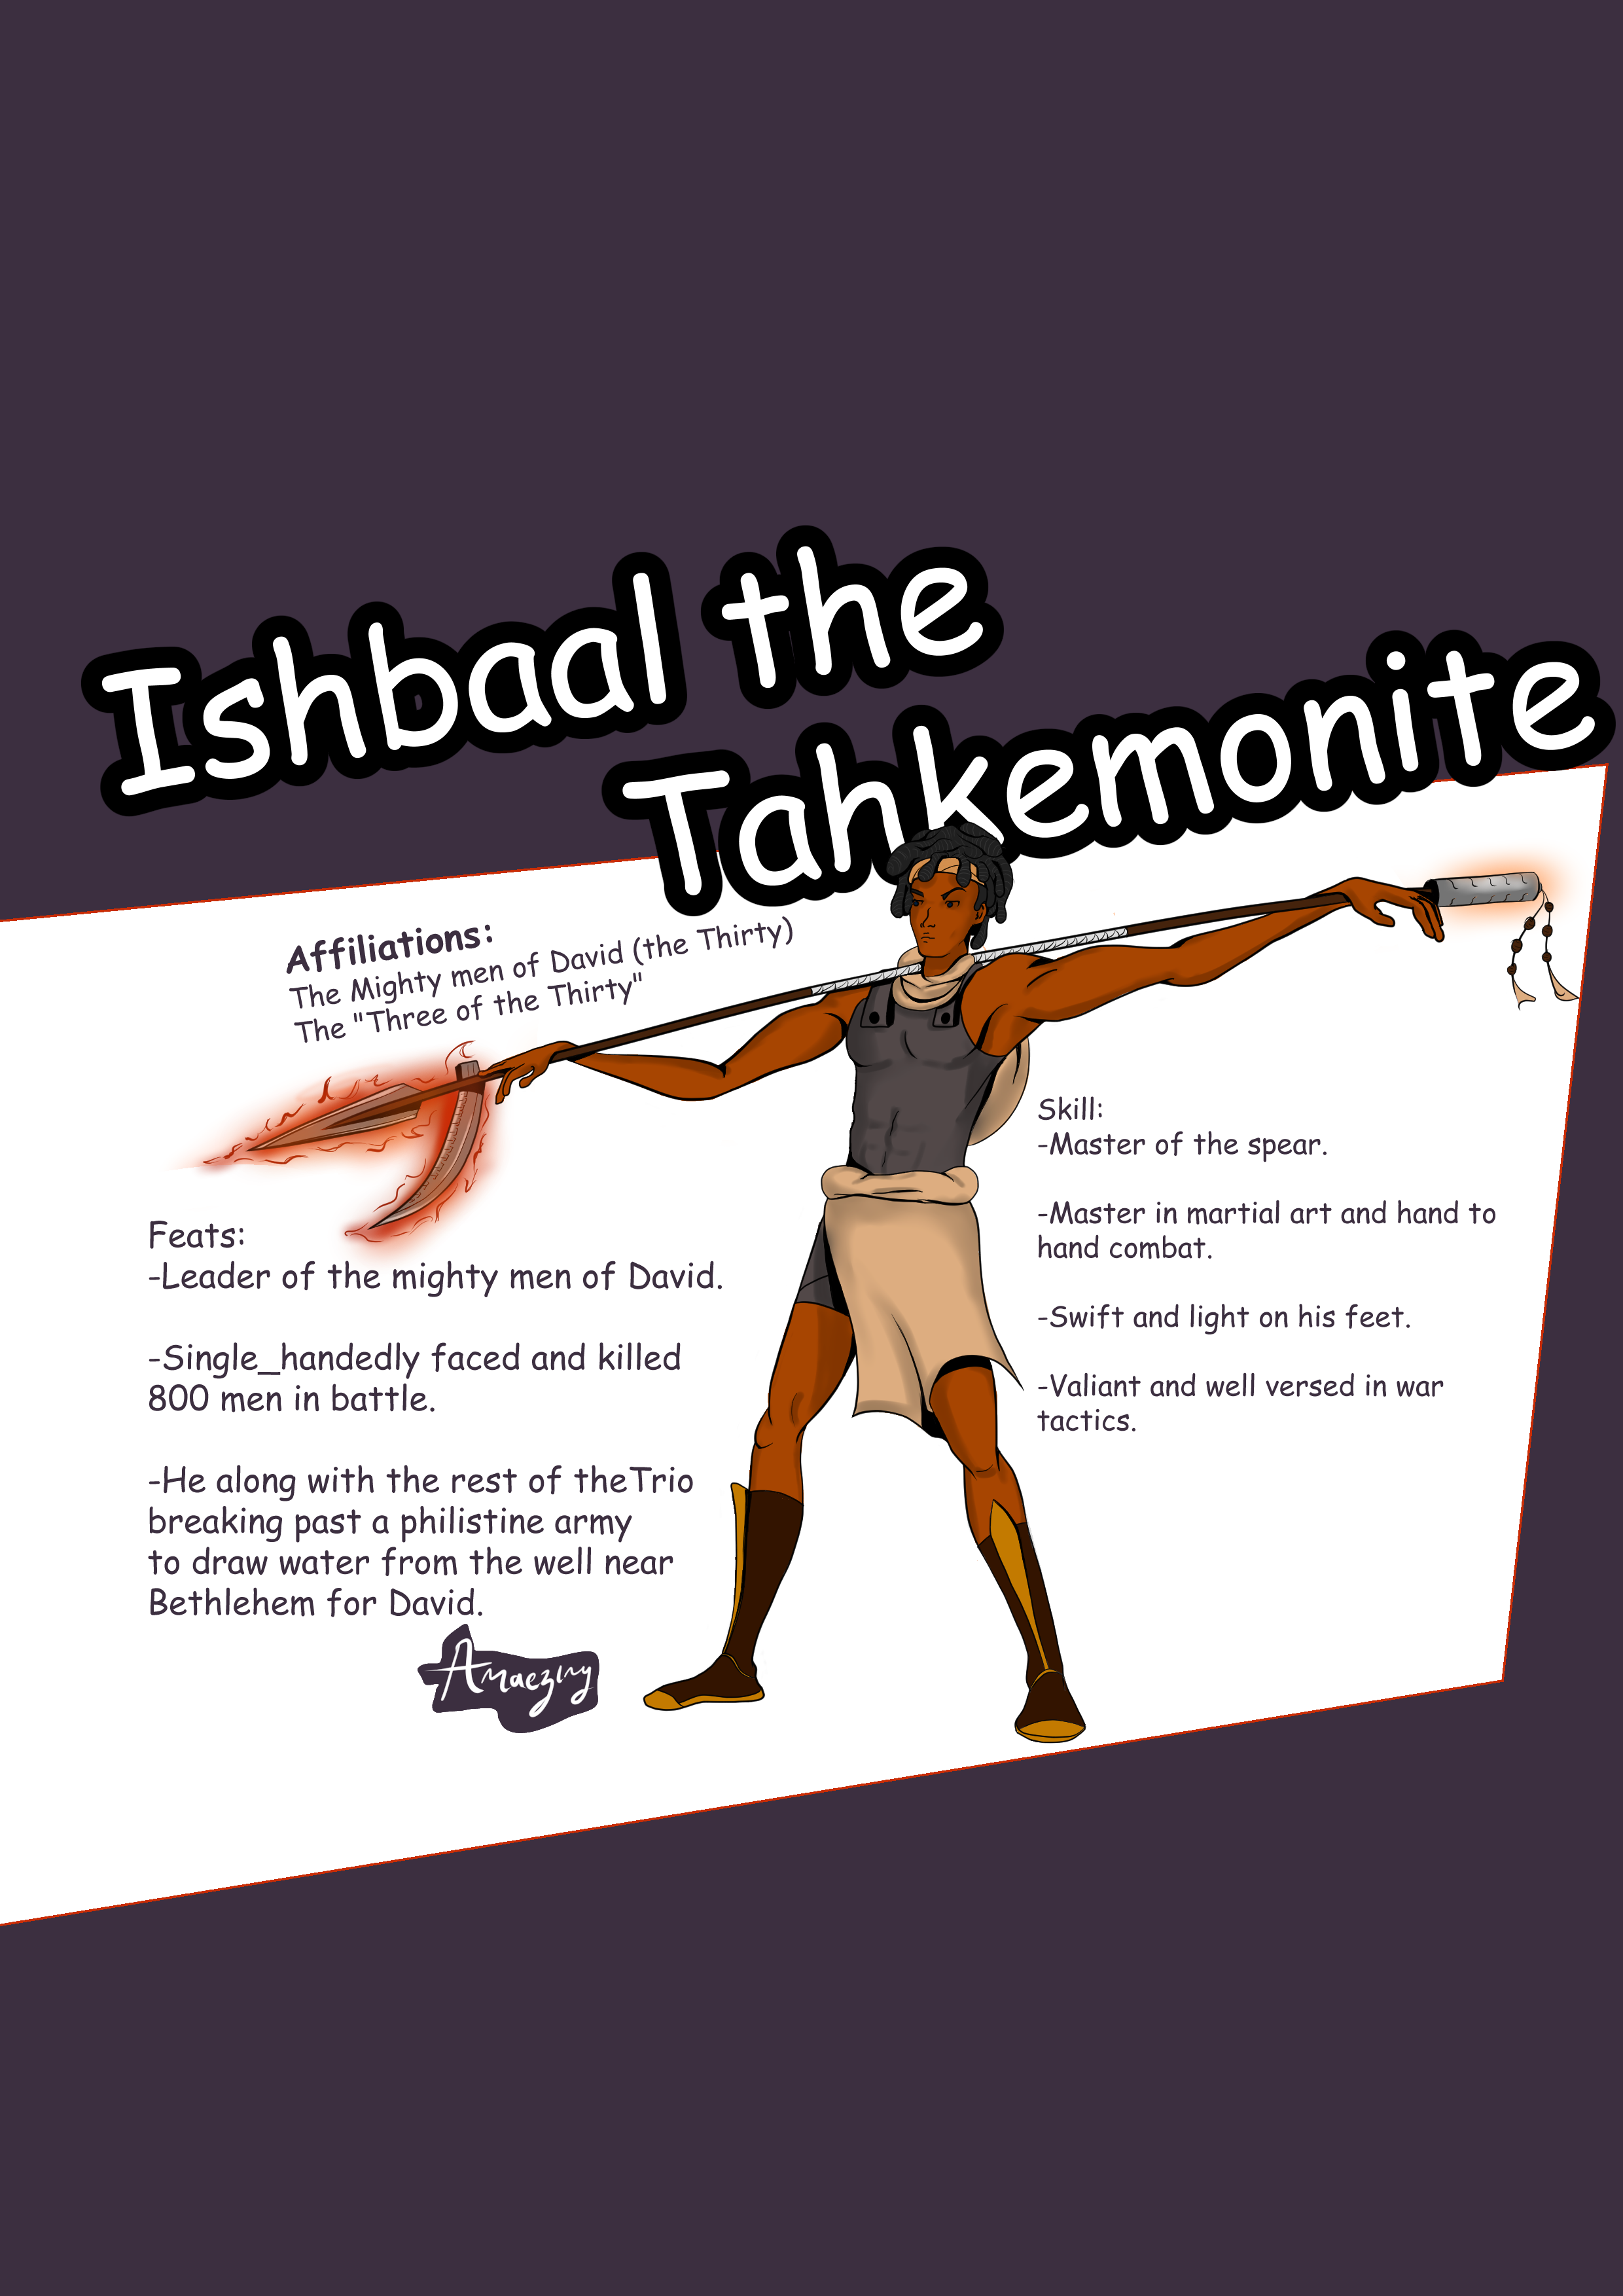 Ishbaal the
Tahkemonite
Affiliations:
The Mighty men of David (the Thirty)
The "Three of the Thirty"
Skill:
-Master of the spear.
-Master in martial art and hand to
hand combat.
-Swift and light on his feet.
-Valiant and well versed in war
tactics.
Feats:
-Leader of the mighty men of David.
-Single_handedly faced and killed
800 men in battle.
-He along with the rest of theTrio
breaking past a philistine army
to draw water from the well near
Bethlehem for David.